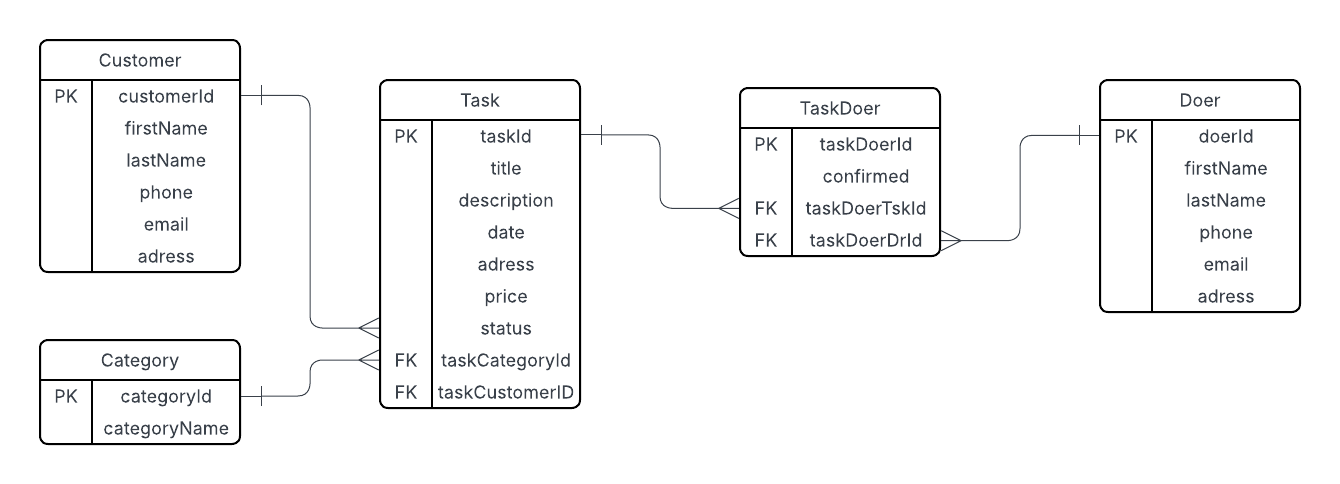 Customer
PK customerId
firstName
lastName
phone
email
adress
Category
PK categoryId
categoryName
Task
PK taskId
title
description
date
adress
price
status
FK taskCategoryId
FK taskCustomerID
TaskDoer
PK taskDoerId
confirmed
FK taskDoerTskId
FK taskDoerDrId
Doer
PK doerId
firstName
lastName
phone
email
adress